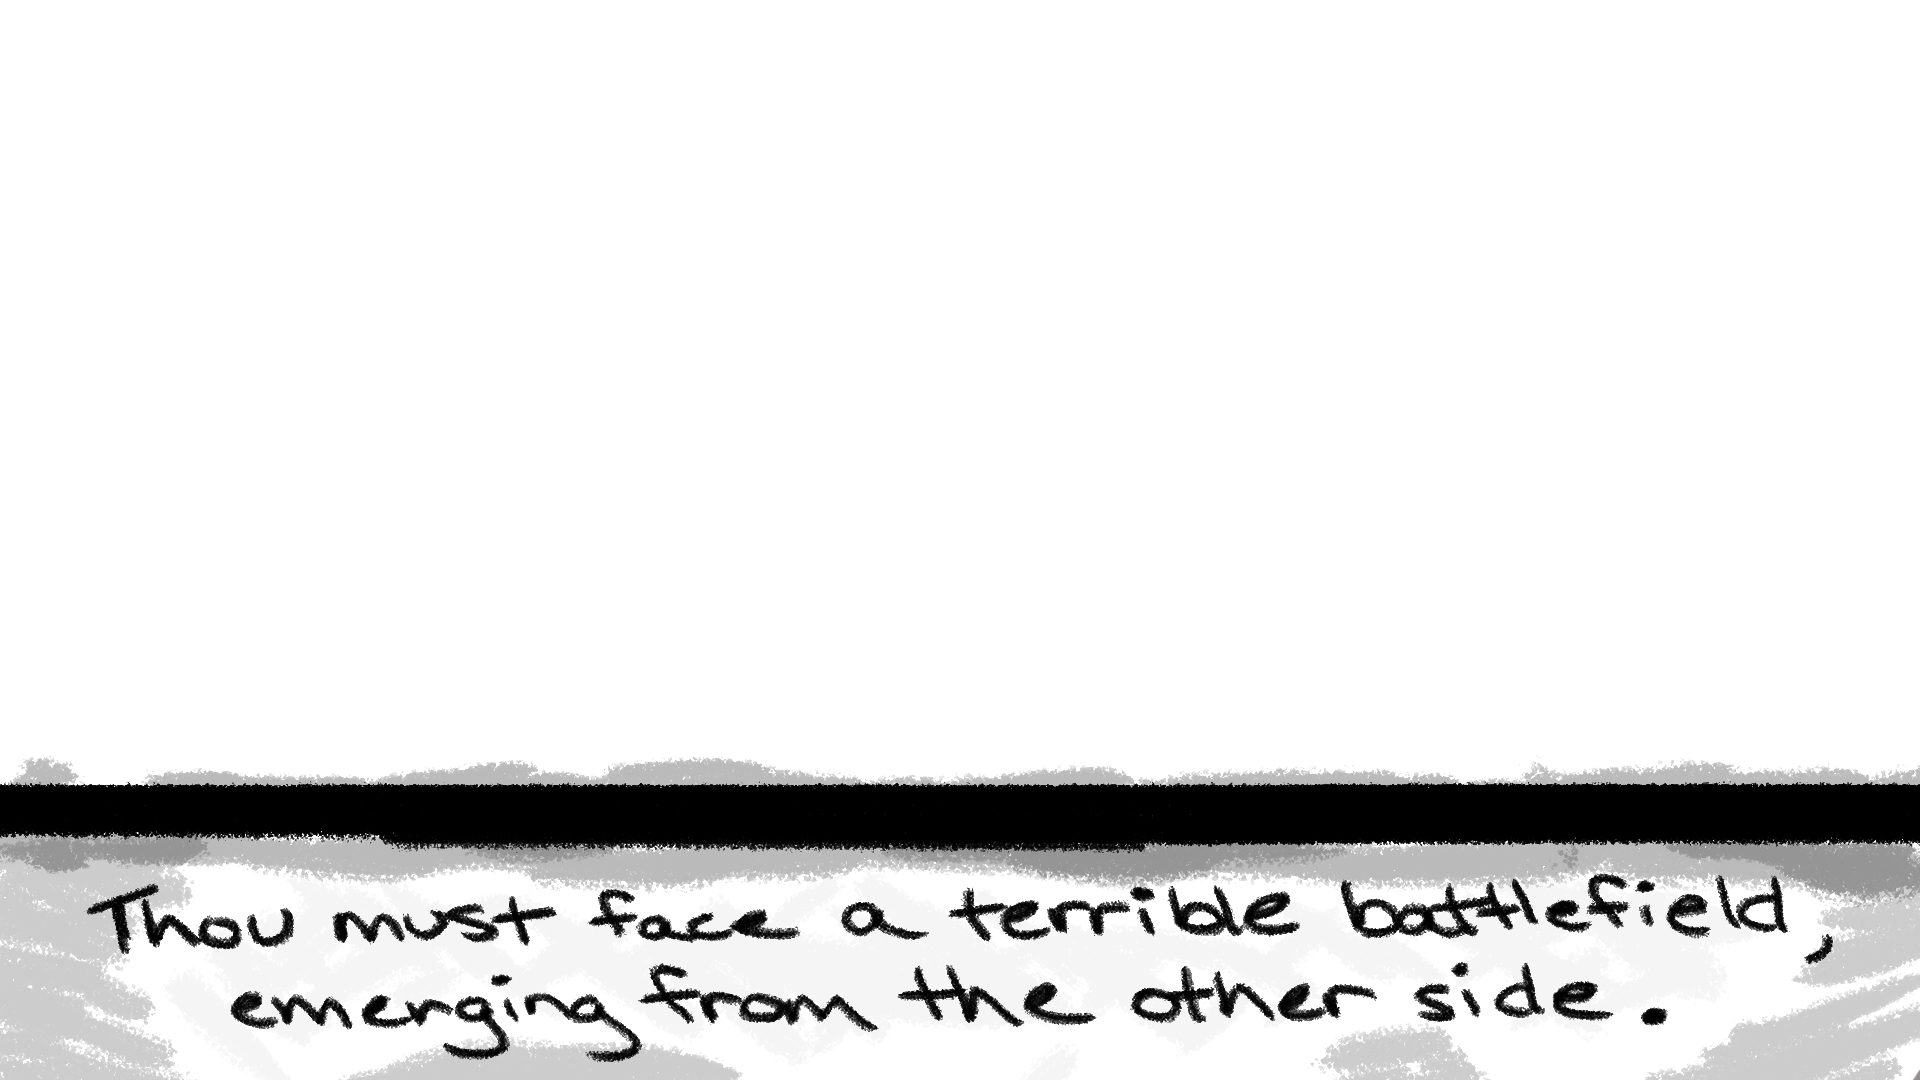 Thou must face a terrible battlefield,
emerging from the other side.